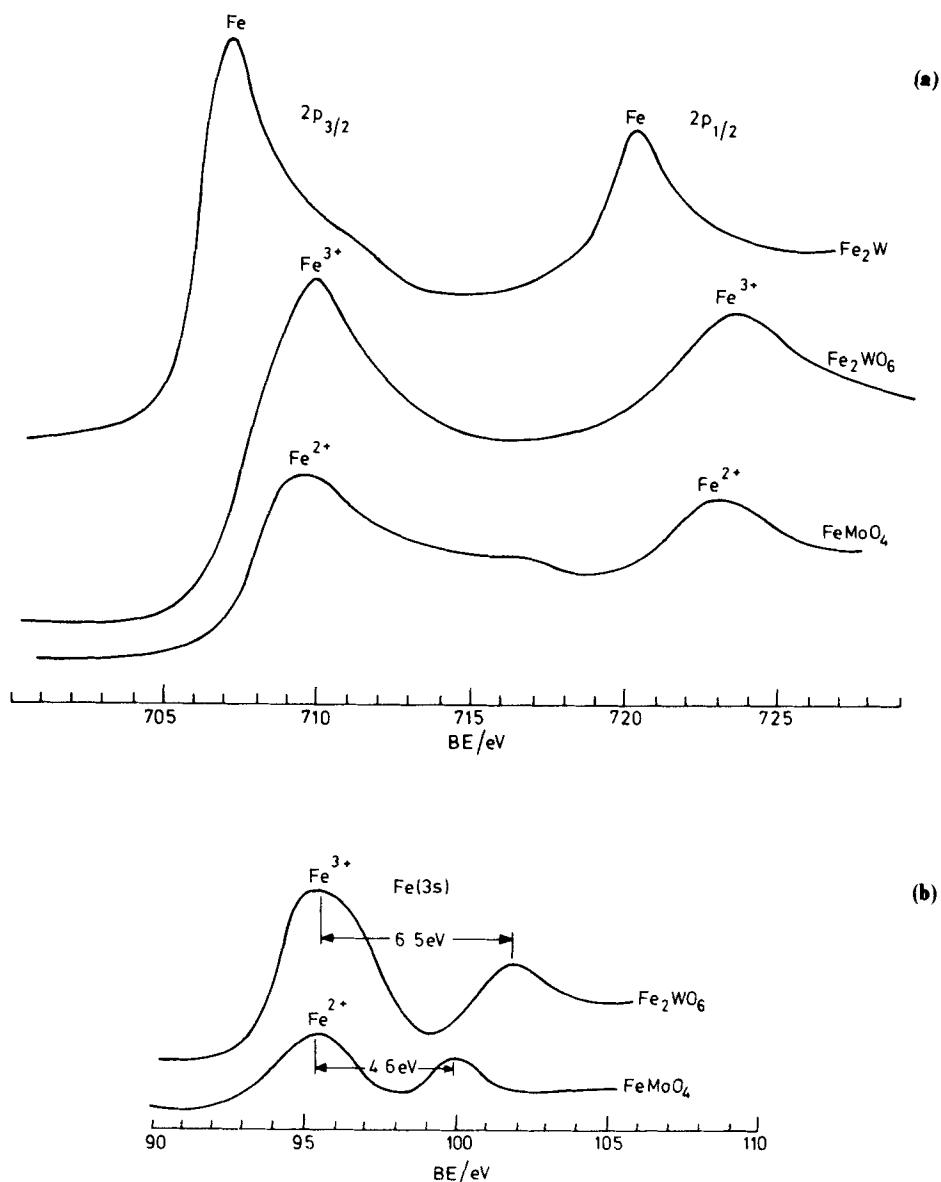 Fe
(a)
2p3/2
Fe
2p1/2
Fe2W
Fe3+
Fe3+
Fe2WO6
Fe2+
Fe2+
FeMoO4
705 710 715 720 725
BE/eV
Fe3+
Fe(3s)
(b)
6 5eV
Fe2WO6
Fe2+
4 6eV
FeMoO4
90 95 100 105 110
BE/eV